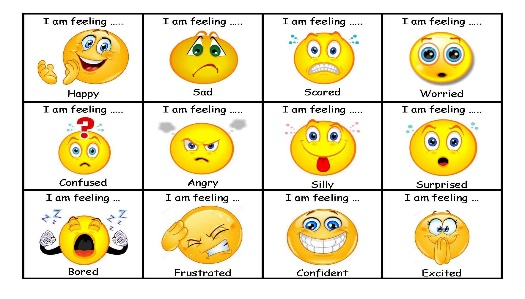 I am feeling ..... I am feeling ..... I am feeling ..... I am feeling .....
Happy Sad Scared Worried
I am feeling ..... I am feeling ..... I am feeling ..... I am feeling .....
?
Confused Angry Silly Surprised
I am feeling ... I am feeling ... I am feeling ... I am feeling ...
Z Z Z Z Z Z
Bored Frustrated Confident Excited